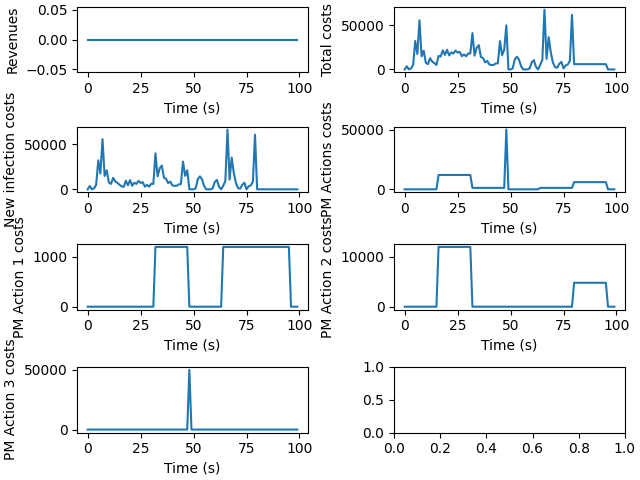 Revenues
0.05
0.00
−0.05
0 25 50 75 100
Time (s)
Total costs
50000
0
0 25 50 75 100
Time (s)
New infection costs
50000
0
0 25 50 75 100
Time (s)
PM Actions costs
50000
0
0 25 50 75 100
Time (s)
PM Action 1 costs
1000
0
0 25 50 75 100
Time (s)
PM Action 2 costs
10000
0
0 25 50 75 100
Time (s)
PM Action 3 costs
50000
0
0 25 50 75 100
Time (s)
1.0
0.5
0.0
0.0 0.2 0.4 0.6 0.8 1.0